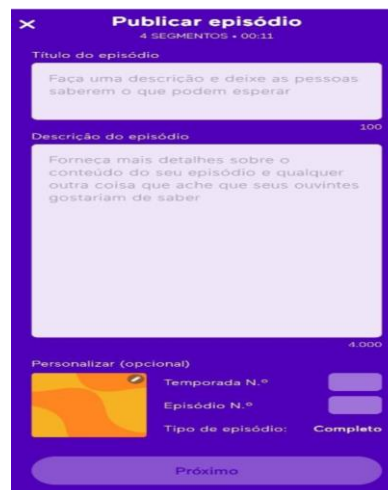 Publicar episódio
4 SEGMENTOS • 00:11
Título do episódio
Faça uma descrição e deixe as pessoas
saberem o que podem esperar
100
Descrição do episódio
Forneça mais detalhes sobre o
conteúdo do seu episódio e qualquer
outra coisa que ache que seus ouvintes
gostariam de saber
4.000
Personalizar (opcional)
Temporada N.º
Episódio N.º
Tipo de episódio: Completo
Próximo